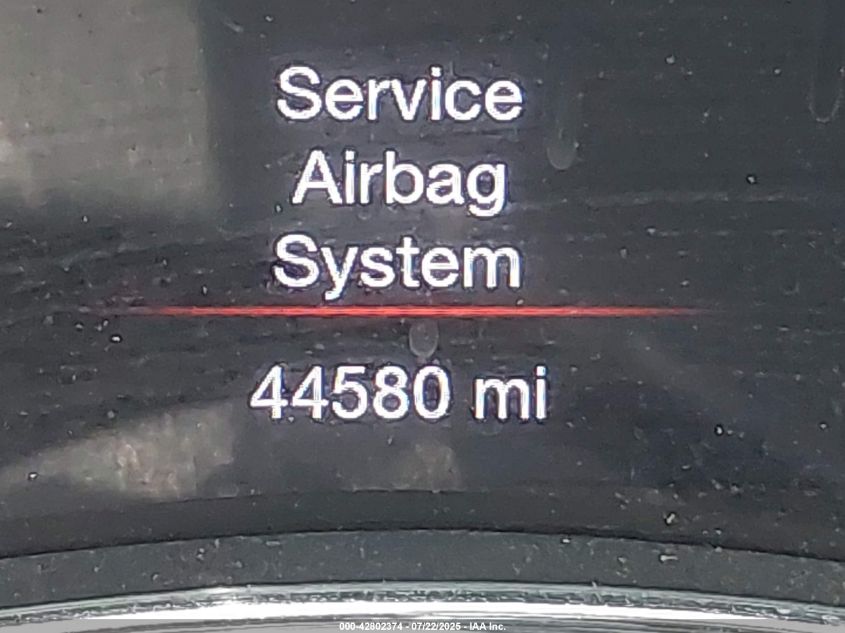 Service
Airbag
System
44580 mi
000-42802374 - 07/22/2025 - IAA Inc.